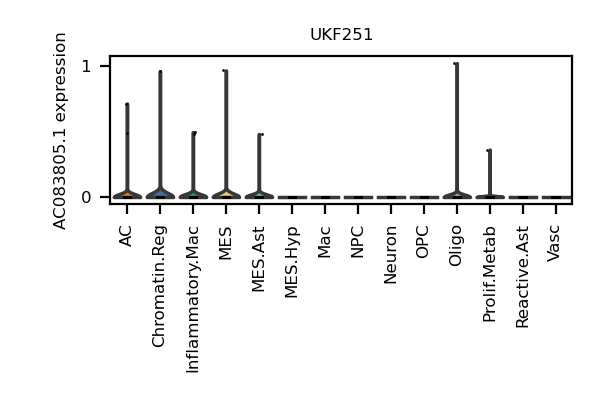 UKF251
AC083805.1 expression
1
0
AC
Chromatin.Reg
Inflammatory.Mac
MES
MES.Ast
MES.Hyp
Mac
NPC
Neuron
OPC
Oligo
Prolif.Metab
Reactive.Ast
Vasc